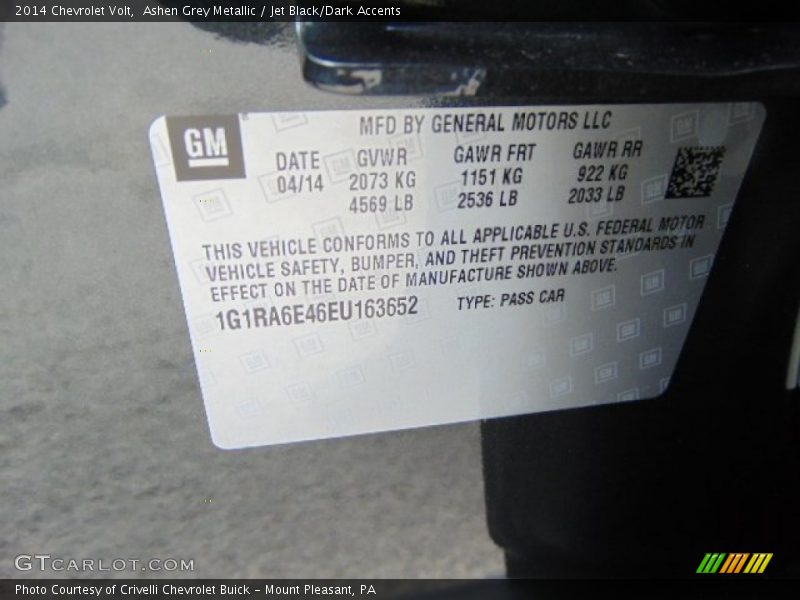 2014 Chevrolet Volt, Ashen Grey Metallic / Jet Black/Dark Accents
GM
MFD BY GENERAL MOTORS LLC
DATE GVWR GAWR FRT GAWR RR
04/14 2073 KG 1151 KG 922 KG
4569 LB 2536 LB 2033 LB
THIS VEHICLE CONFORMS TO ALL APPLICABLE U.S. FEDERAL MOTOR
VEHICLE SAFETY, BUMPER, AND THEFT PREVENTION STANDARDS IN
EFFECT ON THE DATE OF MANUFACTURE SHOWN ABOVE.
1G1RA6E46EU163652 TYPE: PASS CAR
GTCARLOT.COM
Photo Courtesy of Crivelli Chevrolet Buick - Mount Pleasant, PA